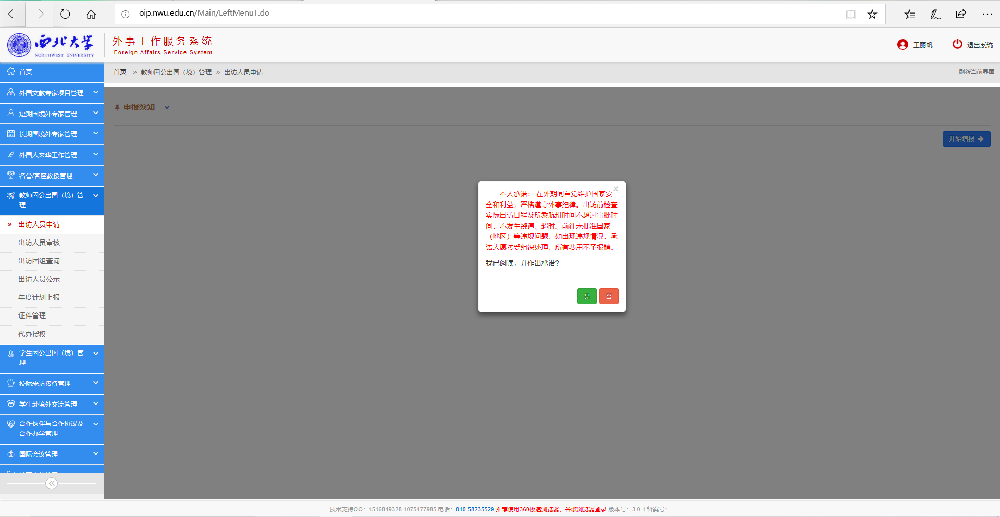 oip.nwu.edu.cn/Main/LeftMenuT.do
西北大学
NORTHWEST UNIVERSITY
外事工作服务系统
Foreign Affairs Service System
王丽帆
退出系统
首页
首页 » 教师因公出国（境）管理 » 出访人员申请
刷新当前界面
外国文教专家项目管理
短期国境外专家管理
长期国境外专家管理
外国人来华工作管理
名誉/客座教授管理
教师因公出国（境）管
理
» 出访人员申请
出访人员审核
出访团组查询
出访人员公示
年度计划上报
证件管理
代办授权
学生因公出国（境）管
理
校际来访接待管理
学生赴境外交流管理
合作伙伴与合作协议及
合作办学管理
国际会议管理
申报须知
开始填报
×
本人承诺： 在外期间自觉维护国家安
全和利益，严格遵守外事纪律。出访前检查
实际出访日程及所乘航班时间不超过审批时
间，不发生绕道、超时、前往未批准国家
（地区）等违规问题，如出现违规情况，承
诺人愿接受组织处理，所有费用不予报销。
我已阅读，并作出承诺?
是
否
技术支持QQ：1516849328 1075477985 电话：010-58235529 推荐使用360极速浏览器、谷歌浏览器登录 版本号：3.0.1 备案号：